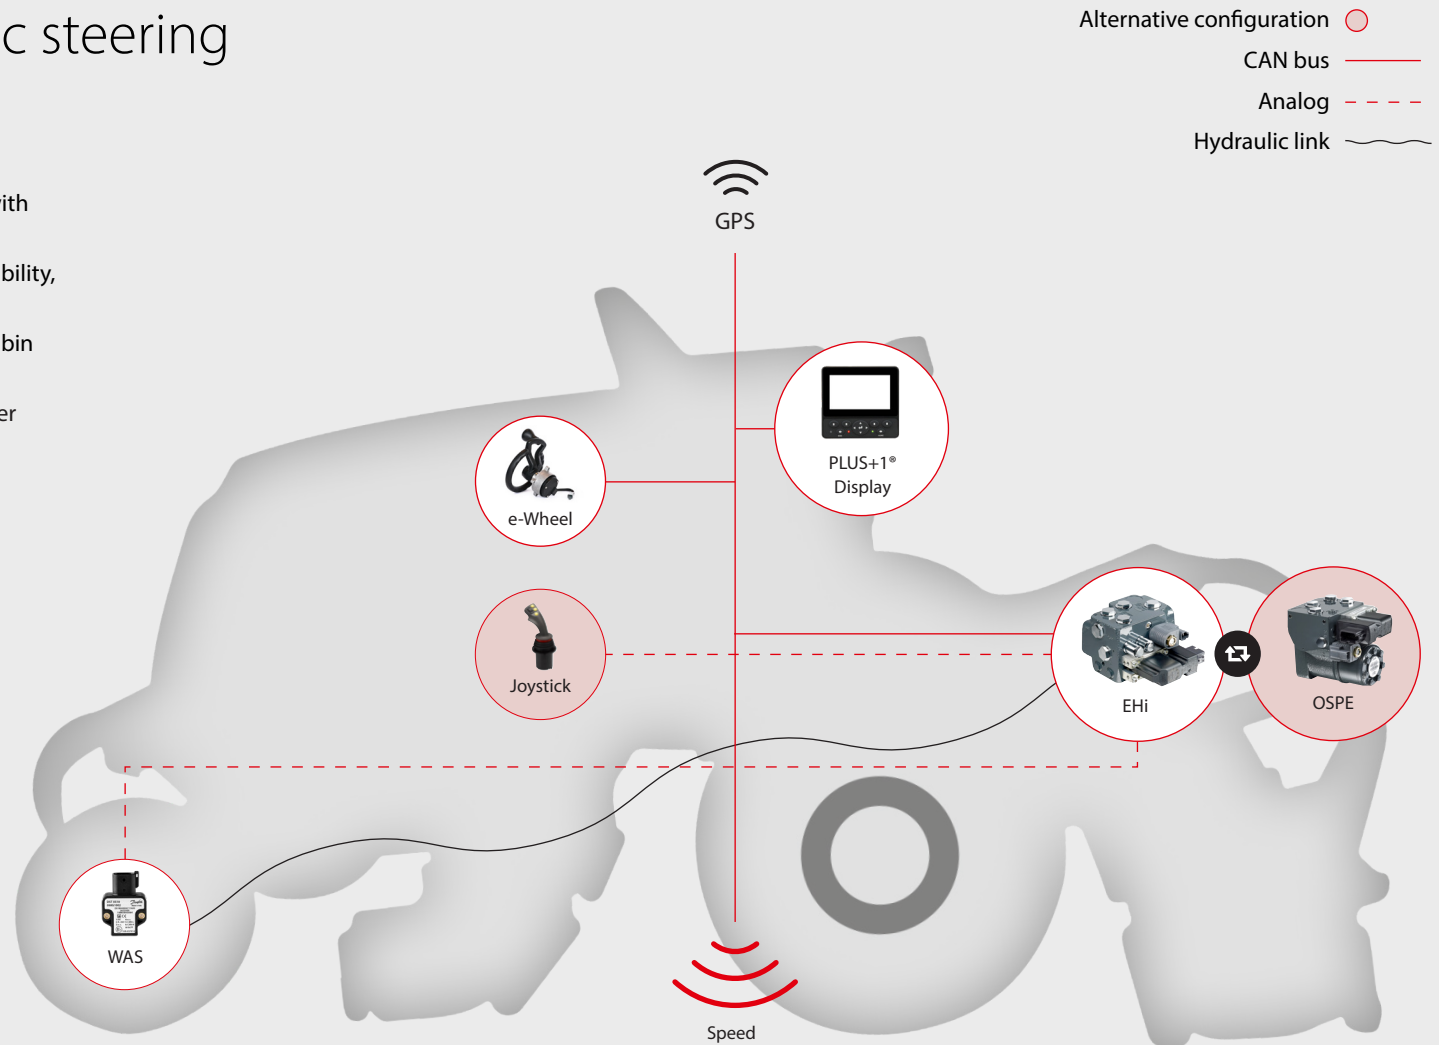 c steering
Alternative configuration
CAN bus
Analog
Hydraulic link
with
bility,
bin
er
GPS
PLUS+1®
Display
e-Wheel
Joystick
EHi
OSPE
WAS
Speed